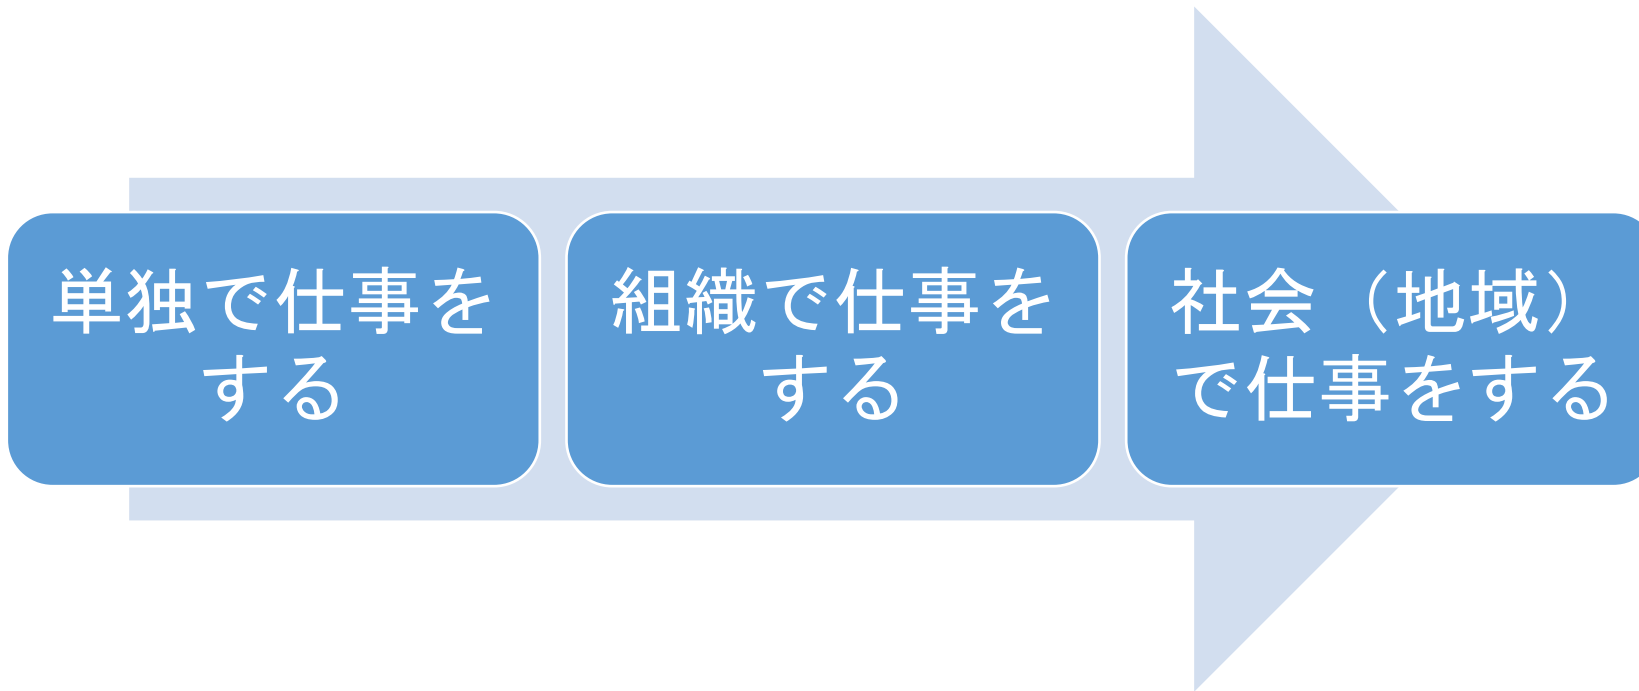 単独で仕事を
する
組織で仕事を
する
社会（地域）
で仕事をする